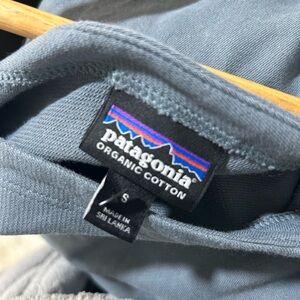 patagonia®
ORGANIC COTTON
S
MADE IN
SRI LANKA